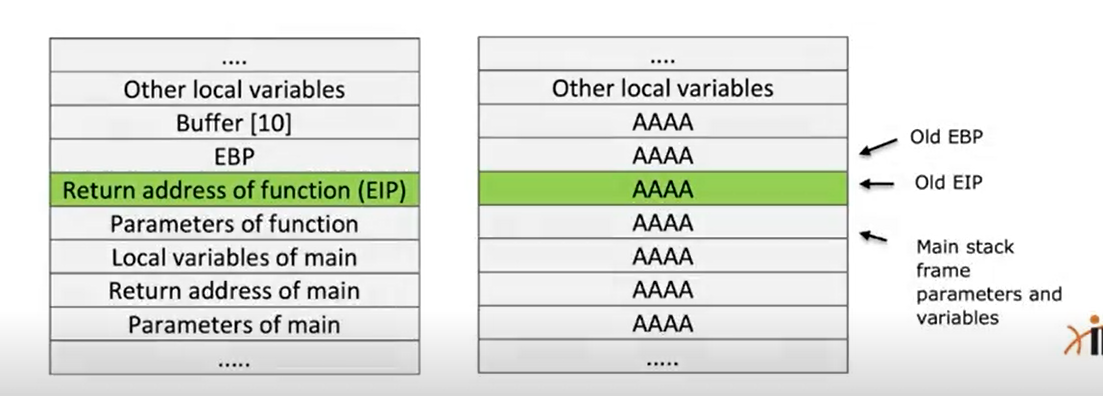 ....
Other local variables
Buffer [10]
EBP
Return address of function (EIP)
Parameters of function
Local variables of main
Return address of main
Parameters of main
.....
....
Other local variables
AAAA
AAAA
AAAA
AAAA
AAAA
AAAA
AAAA
.....
Old EBP
Old EIP
Main stack
frame
parameters and
variables